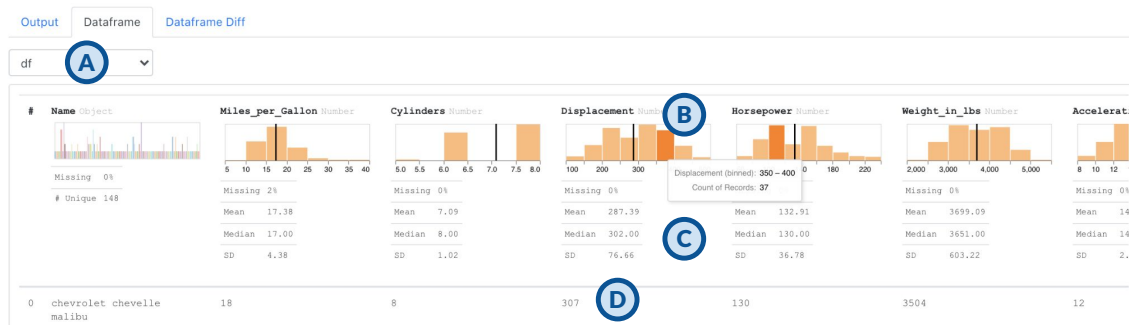 Output Dataframe Dataframe Diff
df A
# Name Object Miles_per_Gallon Number Cylinders Number Displacement Number B Horsepower Number Weight_in_lbs Number Accelerat
5 10 15 20 25 30 35 40 5.0 5.5 6.0 6.5 7.0 7.5 8.0 100 200 300 180 220 2,000 3,000 4,000 5,000 8 10 12
Displacement (binned): 350 – 400
Count of Records: 37
Missing 0% Missing 2% Missing 0% Missing 0% Missing 0% Missing 0%
# Unique 148 Mean 17.38 Mean 7.09 Mean 287.39 Mean 132.91 Mean 3699.09 Mean 14
Median 17.00 Median 8.00 Median 302.00 C Median 130.00 Median 3651.00 Median 14
SD 4.38 SD 1.02 SD 76.66 SD 36.78 SD 603.22 SD 2.
0 chevrolet chevelle 18 8 307 D 130 3504 12
malibu